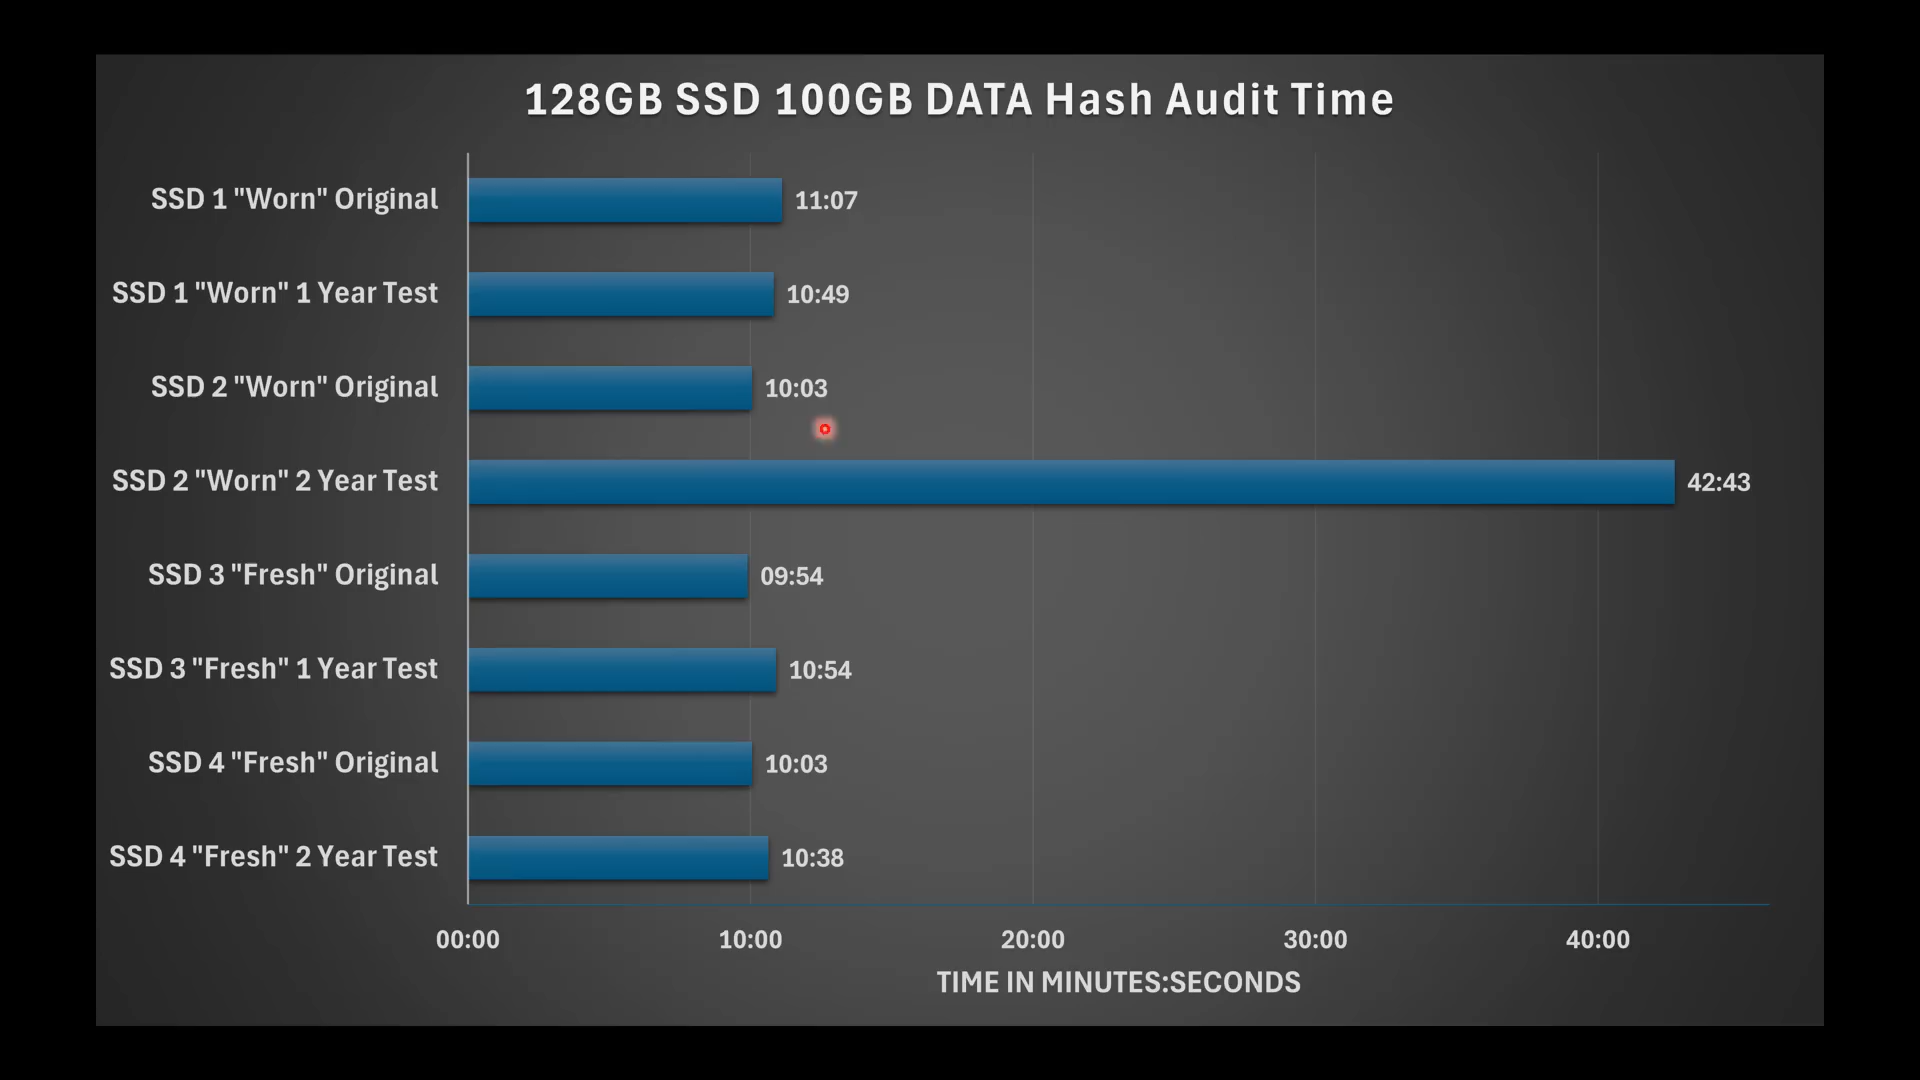 128GB SSD 100GB DATA Hash Audit Time
SSD 1 "Worn" Original
11:07
SSD 1 "Worn" 1 Year Test
10:49
SSD 2 "Worn" Original
10:03
SSD 2 "Worn" 2 Year Test
42:43
SSD 3 "Fresh" Original
09:54
SSD 3 "Fresh" 1 Year Test
10:54
SSD 4 "Fresh" Original
10:03
SSD 4 "Fresh" 2 Year Test
10:38
00:00 10:00 20:00 30:00 40:00
TIME IN MINUTES:SECONDS